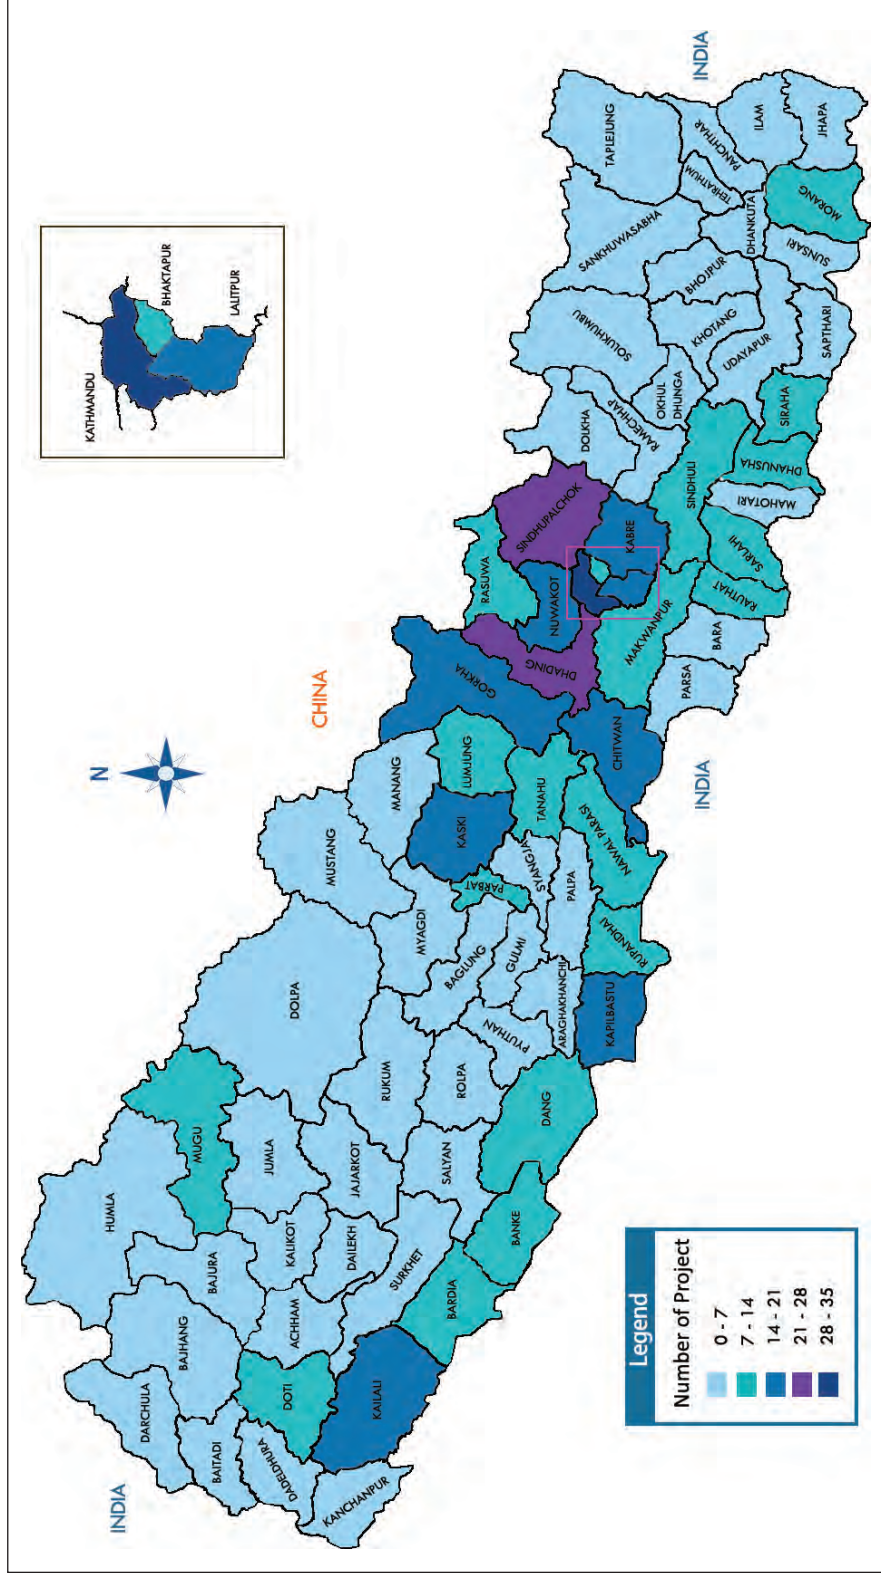 INDIA
N
CHINA
KATHMANDU
BHAKTAPUR
LALITPUR
DARCHULA
BAITADI
DADELDHURA
KANCHANPUR
BAJHANG
HUMLA
BAJURA
DOTI
ACHHAM
KAILALI
MUGU
JUMLA
KALIKOT
DAILEKH
JAJARKOT
SURKHET
BARDIA
BANKE
SALYAN
DOLPA
RUKUM
ROLPA
DANG
PYUTHAN
MUSTANG
MYAGDI
BAGLUNG
GULMI
ARAGHAKHANCHI
KAPILBASTU
MANANG
KASKI
PARBAT
SYANGJA
PALPA
RUPANDHAI
LUMJUNG
TANAHU
NAWAL PARASI
GORKHA
CHITWAN
DHADING
RASUWA
NUWAKOT
MAKWANPUR
PARSA
BARA
RAUTHAT
SINDHUPALCHOK
KABRE
SINDHULI
SARLAHI
MAHOTARI
DHANUSHA
SIRAHA
DOLKHA
RAMECHHAP
OKHUL
DHUNGA
SOLUKHUMBU
KHOTANG
UDAYAPUR
SAPTHARI
SANKHUWASABHA
BHOJPUR
DHANKUTA
SUNSARI
MORANG
TAPLEJUNG
TEHRATHUM
PANCHTHAR
ILAM
JHAPA
INDIA
INDIA
Legend
Number of Project
0 - 7
7 - 14
14 - 21
21 - 28
28 - 35